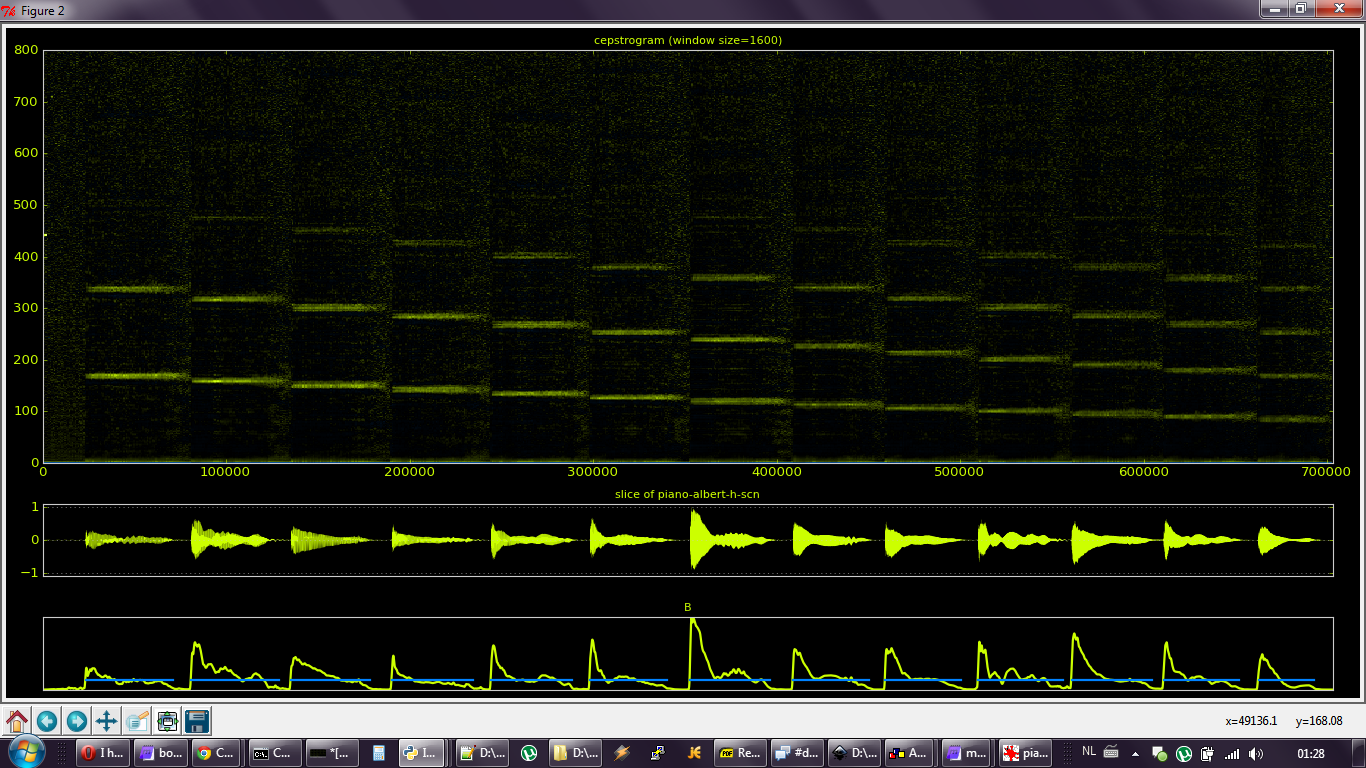 Figure 2
cepstrogram (window size=1600)
800
700
600
500
400
300
200
100
0
0 100000 200000 300000 400000 500000 600000 700000
slice of piano-albert-h-scn
1
0
−1
B
x=49136.1 y=168.08
I h... bo... C... C... *[... I... D:\... D:\... Re... #d... D:\... A... m... pia... NL 01:28